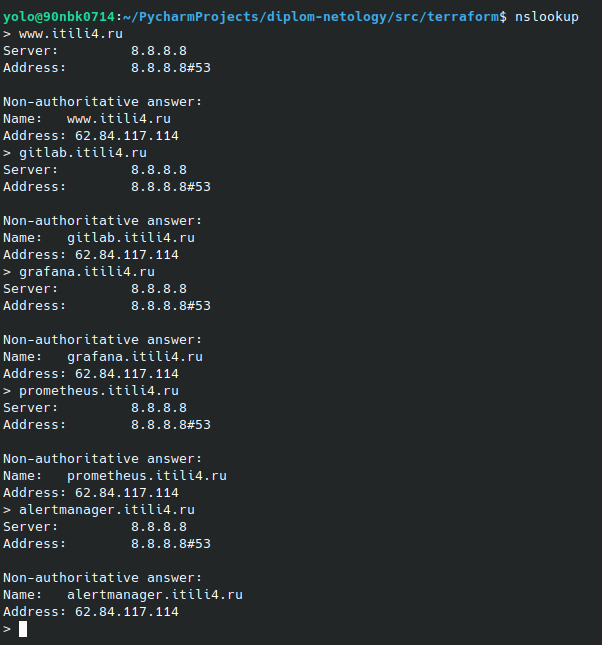 yolo@90nbk0714:~/PycharmProjects/diplom-netology/src/terraform$ nslookup
> www.itili4.ru
Server:         8.8.8.8
Address:        8.8.8.8#53

Non-authoritative answer:
Name:   www.itili4.ru
Address: 62.84.117.114
> gitlab.itili4.ru
Server:         8.8.8.8
Address:        8.8.8.8#53

Non-authoritative answer:
Name:   gitlab.itili4.ru
Address: 62.84.117.114
> grafana.itili4.ru
Server:         8.8.8.8
Address:        8.8.8.8#53

Non-authoritative answer:
Name:   grafana.itili4.ru
Address: 62.84.117.114
> prometheus.itili4.ru
Server:         8.8.8.8
Address:        8.8.8.8#53

Non-authoritative answer:
Name:   prometheus.itili4.ru
Address: 62.84.117.114
> alertmanager.itili4.ru
Server:         8.8.8.8
Address:        8.8.8.8#53

Non-authoritative answer:
Name:   alertmanager.itili4.ru
Address: 62.84.117.114
>